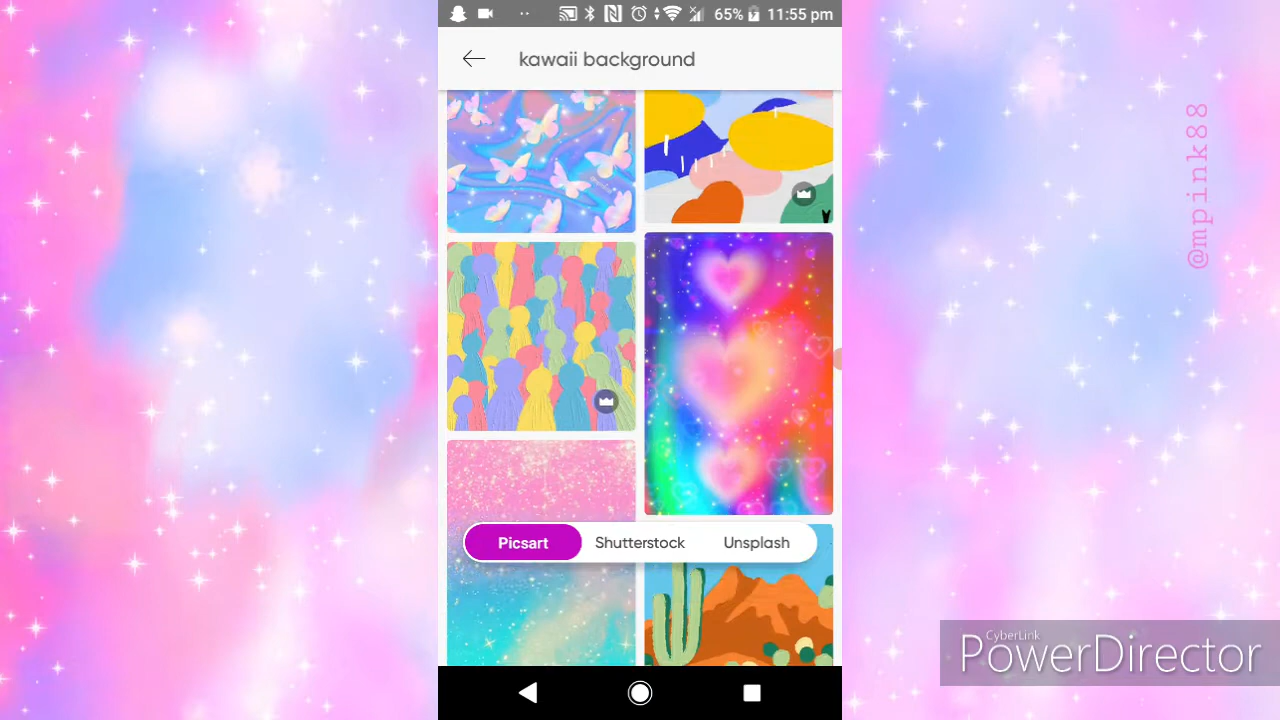 65% 11:55 pm
kawaii background
@mpink88
Picsart Shutterstock Unsplash
CyberLink
PowerDirector